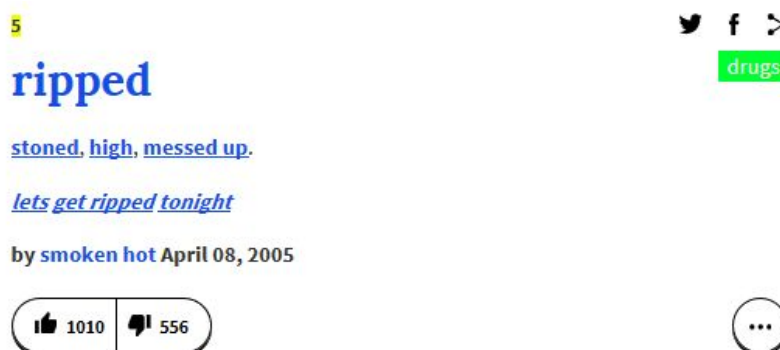 5
drugs
ripped
stoned, high, messed up.
lets get ripped tonight
by smoken hot April 08, 2005
1010 556